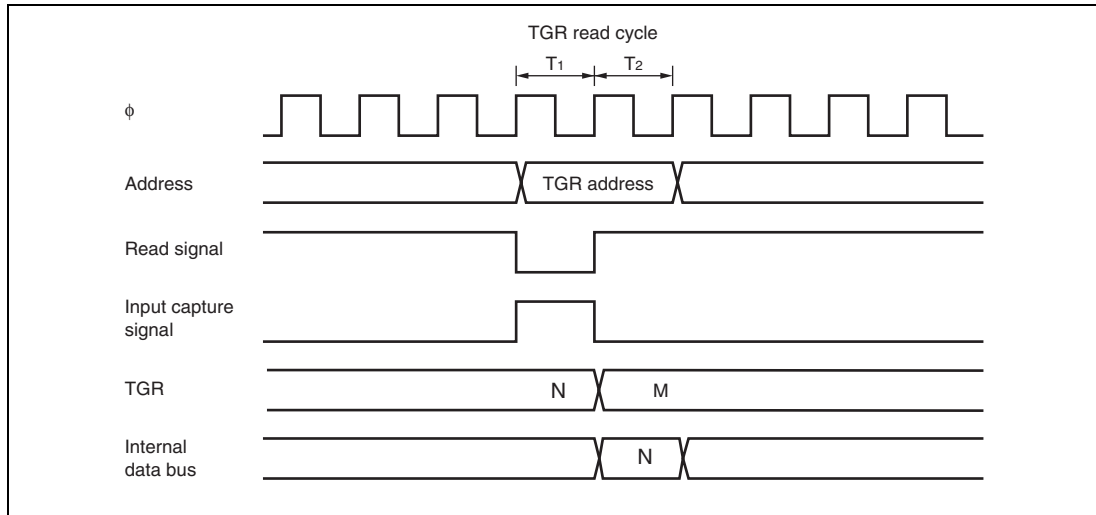 TGR read cycle
T1 T2
ϕ
Address TGR address
Read signal
Input capture
signal
TGR N M
Internal
data bus N